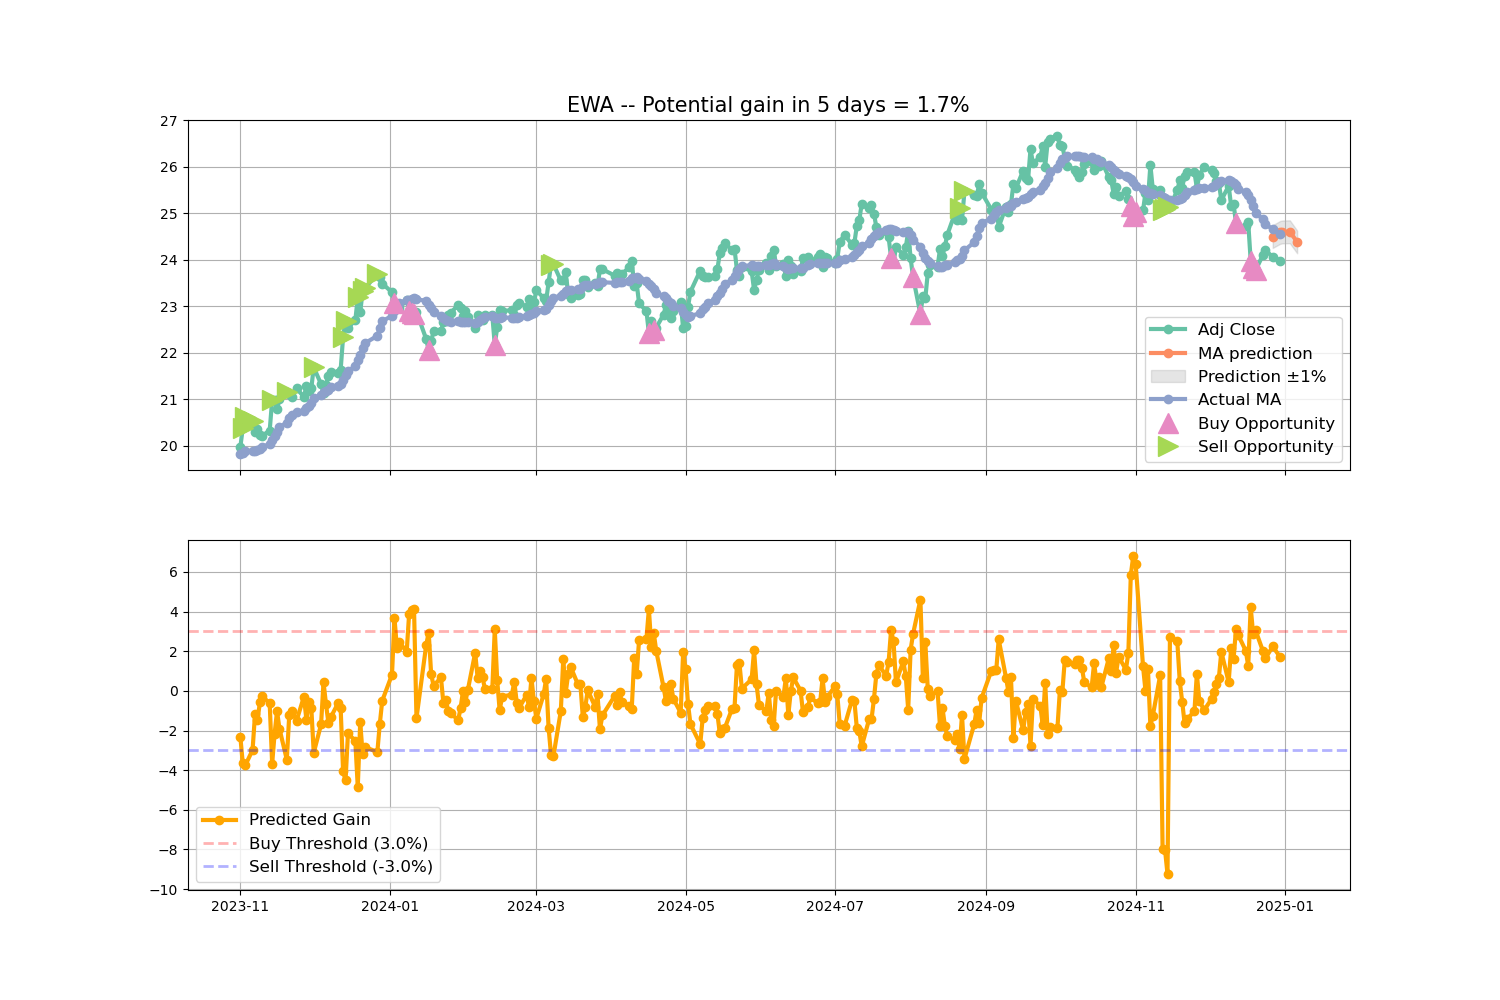 EWA -- Potential gain in 5 days = 1.7%
27
26
25
24
23
22
21
20
Adj Close
MA prediction
Prediction ±1%
Actual MA
Buy Opportunity
Sell Opportunity
6
4
2
0
−2
−4
−6
−8
−10
Predicted Gain
Buy Threshold (3.0%)
Sell Threshold (-3.0%)
2023-11
2024-01
2024-03
2024-05
2024-07
2024-09
2024-11
2025-01